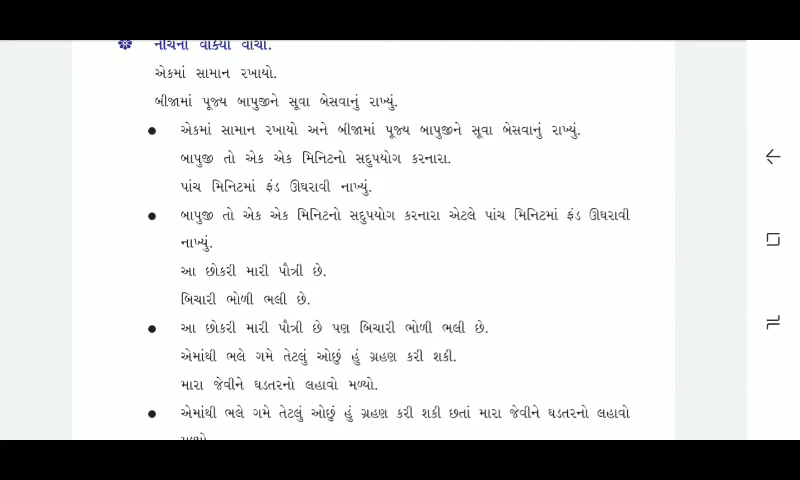 ❉ નીચેનાં વાક્યો વાંચો.
એકમાં સામાન રખાયો.
બીજામાં પૂજ્ય બાપુજીને સૂવા બેસવાનું રાખ્યું.
● એકમાં સામાન રખાયો અને બીજામાં પૂજ્ય બાપુજીને સૂવા બેસવાનું રાખ્યું.
બાપુજી તો એક એક મિનિટનો સદુપયોગ કરનારા.
પાંચ મિનિટમાં ફંડ ઊઘરાવી નાખ્યું.
● બાપુજી તો એક એક મિનિટનો સદુપયોગ કરનારા એટલે પાંચ મિનિટમાં ફંડ ઊઘરાવી
નાખ્યું.
આ છોકરી મારી પૌત્રી છે.
બિચારી ભોળી ભલી છે.
● આ છોકરી મારી પૌત્રી છે પણ બિચારી ભોળી ભલી છે.
એમાંથી ભલે ગમે તેટલું ઓછું હું ગ્રહણ કરી શકી.
મારા જેવીને ઘડતરનો લહાવો મળ્યો.
● એમાંથી ભલે ગમે તેટલું ઓછું હું ગ્રહણ કરી શકી છતાં મારા જેવીને ઘડતરનો લહાવો